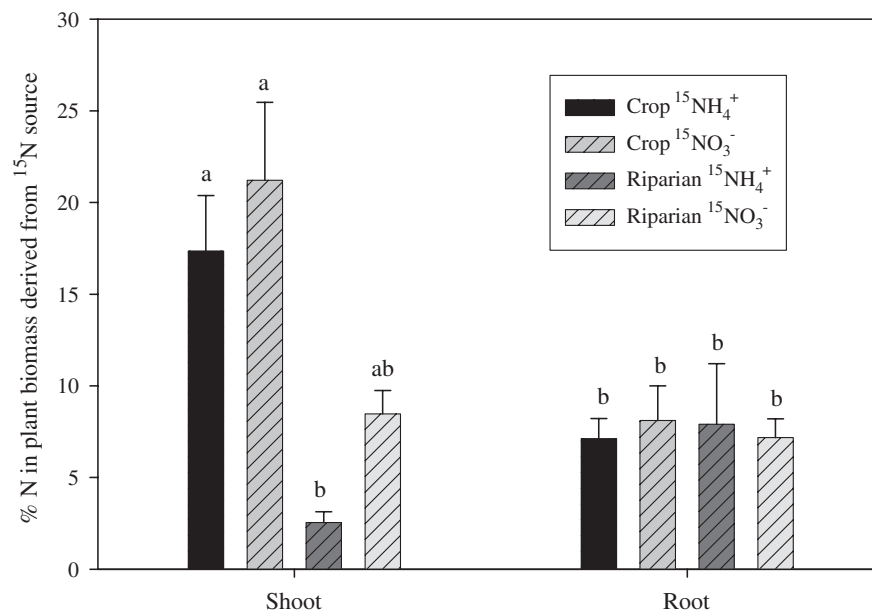 % N in plant biomass derived from ¹⁵N source
30
25
20
15
10
5
0
a
a
b
ab
b
b
b
b
Crop ¹⁵NH₄⁺
Crop ¹⁵NO₃⁻
Riparian ¹⁵NH₄⁺
Riparian ¹⁵NO₃⁻
Shoot
Root